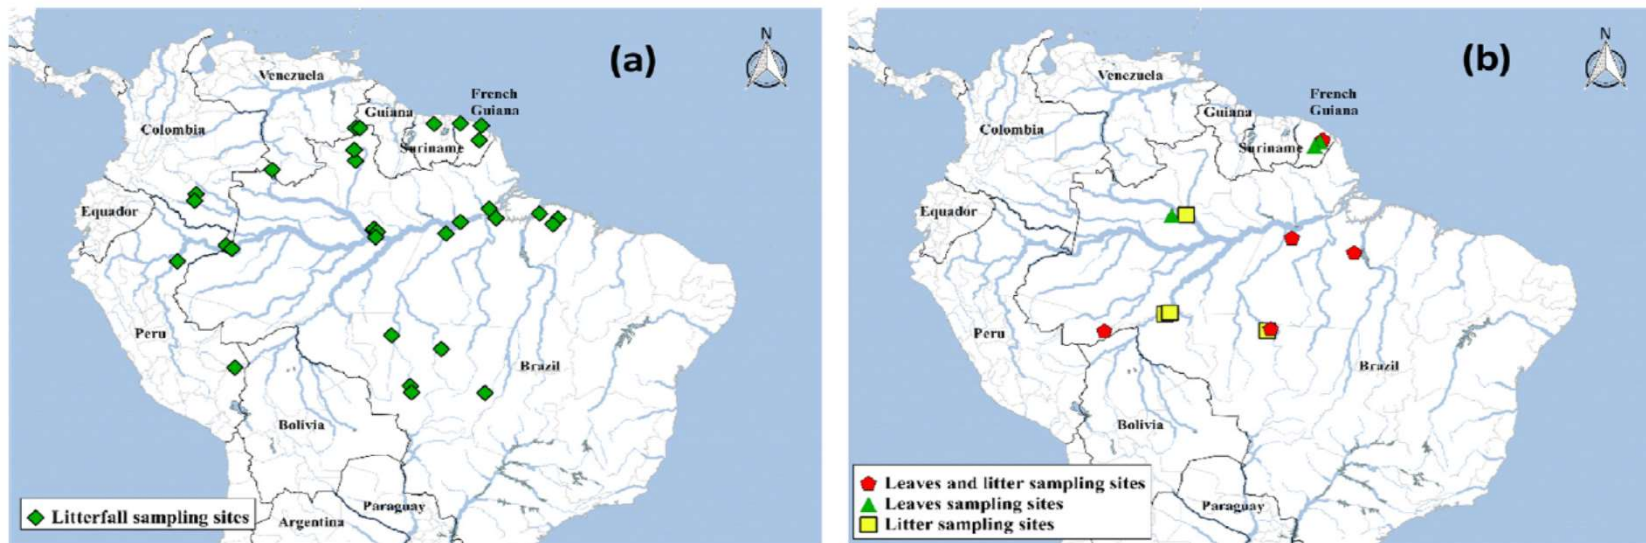 (a)
N
Venezuela
French
Guiana
Guiana
Colombia
Suriname
Equador
Peru
Brazil
Bolivia
Paraguay
Argentina
Litterfall sampling sites
(b)
N
Venezuela
French
Guiana
Guiana
Colombia
Suriname
Equador
Peru
Brazil
Bolivia
Paraguay
Leaves and litter sampling sites
Leaves sampling sites
Litter sampling sites